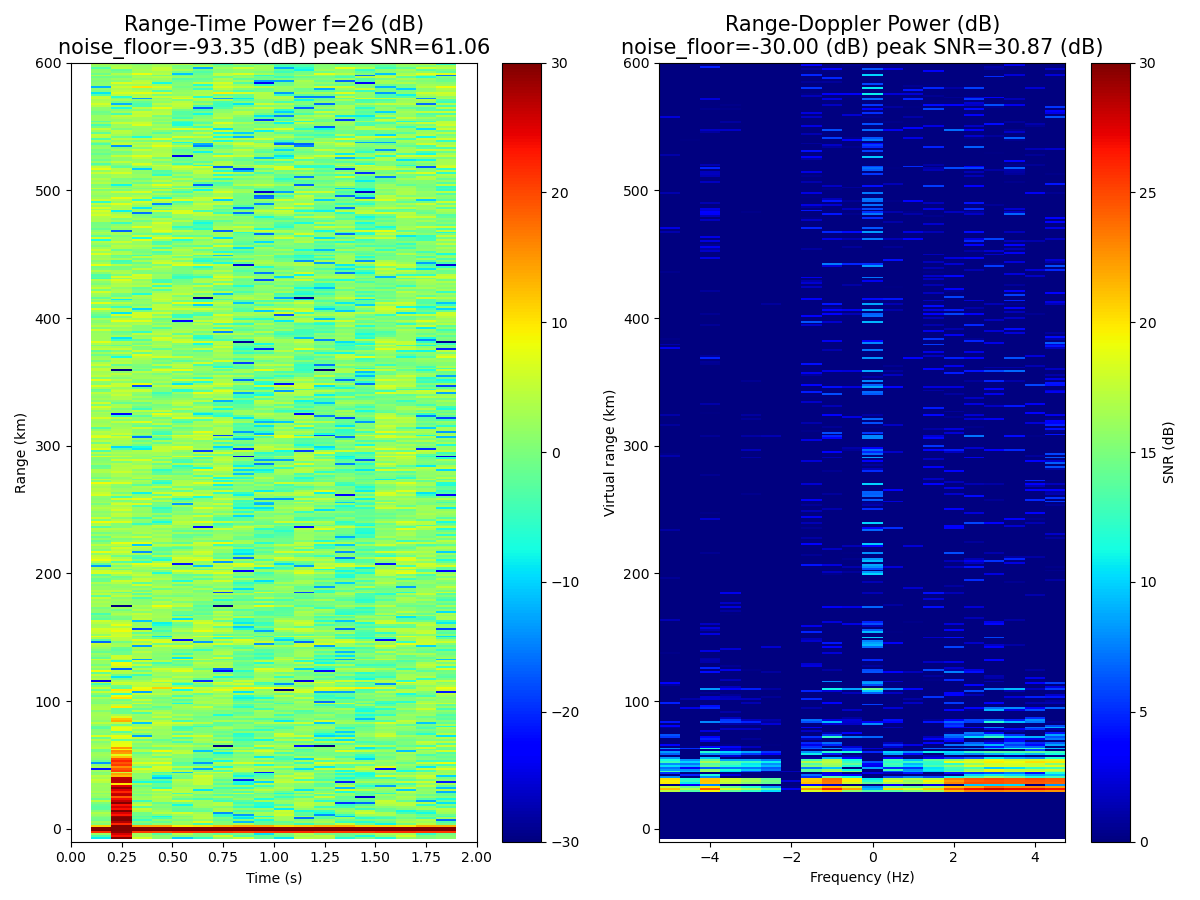 Range-Time Power f=26 (dB)
noise_floor=-93.35 (dB) peak SNR=61.06
600
500
400
300
200
100
0
Range (km)
0.00 0.25 0.50 0.75 1.00 1.25 1.50 1.75 2.00
Time (s)
30
20
10
0
−10
−20
−30
Range-Doppler Power (dB)
noise_floor=-30.00 (dB) peak SNR=30.87 (dB)
600
500
400
300
200
100
0
Virtual range (km)
−4 −2 0 2 4
Frequency (Hz)
30
25
20
15
10
5
0
SNR (dB)